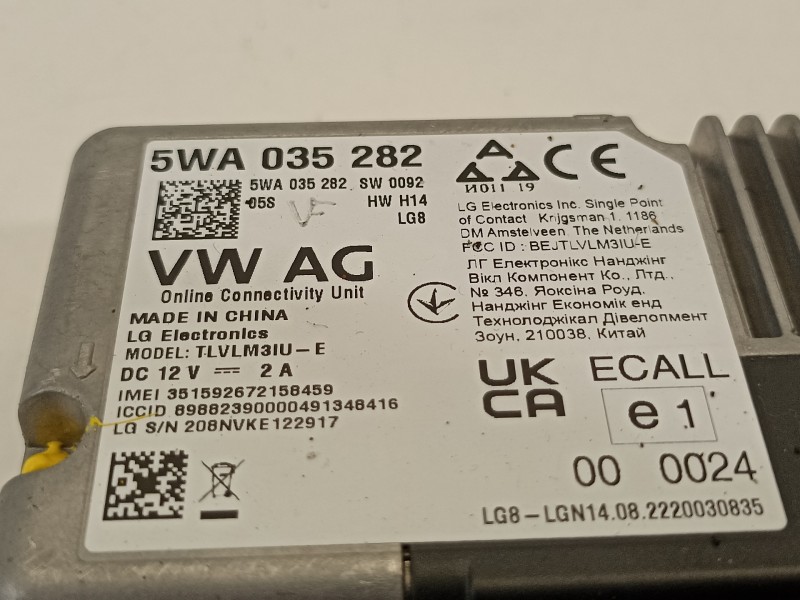 5WA 035 282
5WA 035 282 SW 0092
05S HW H14
LG8
VW AG
Online Connectivity Unit
MADE IN CHINA
LG Electronics
MODEL: TLVLM3IU-E
DC 12 V 2 A
IMEI 351592672158459
ICCID 89882390000491348416
LG S/N 208NVKE122917
И011 19
CE
LG Electronics Inc. Single Point
of Contact Krijgsman 1, 1186
DM Amstelveen, The Netherlands
FCC ID : BEJTLVLM3IU-E
ЛГ Електронікс Нанджінг
Вікл Компонент Ко., Лтд.,
№ 346, Яоксіна Роуд,
Нанджінг Економік енд
Технолоджікал Дівелопмент
Зоун, 210038, Китай
UK
CA
ECALL
e1
00 0024
LG8-LGN14.08.2220030835